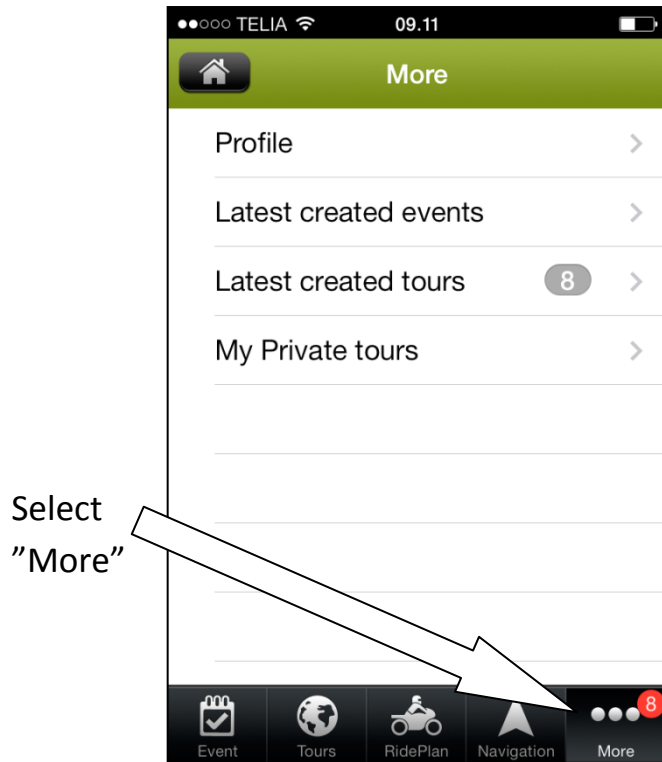 TELIA 09.11
More
Profile
Latest created events
Latest created tours 8
My Private tours
Select
”More”
8
Event Tours RidePlan Navigation More